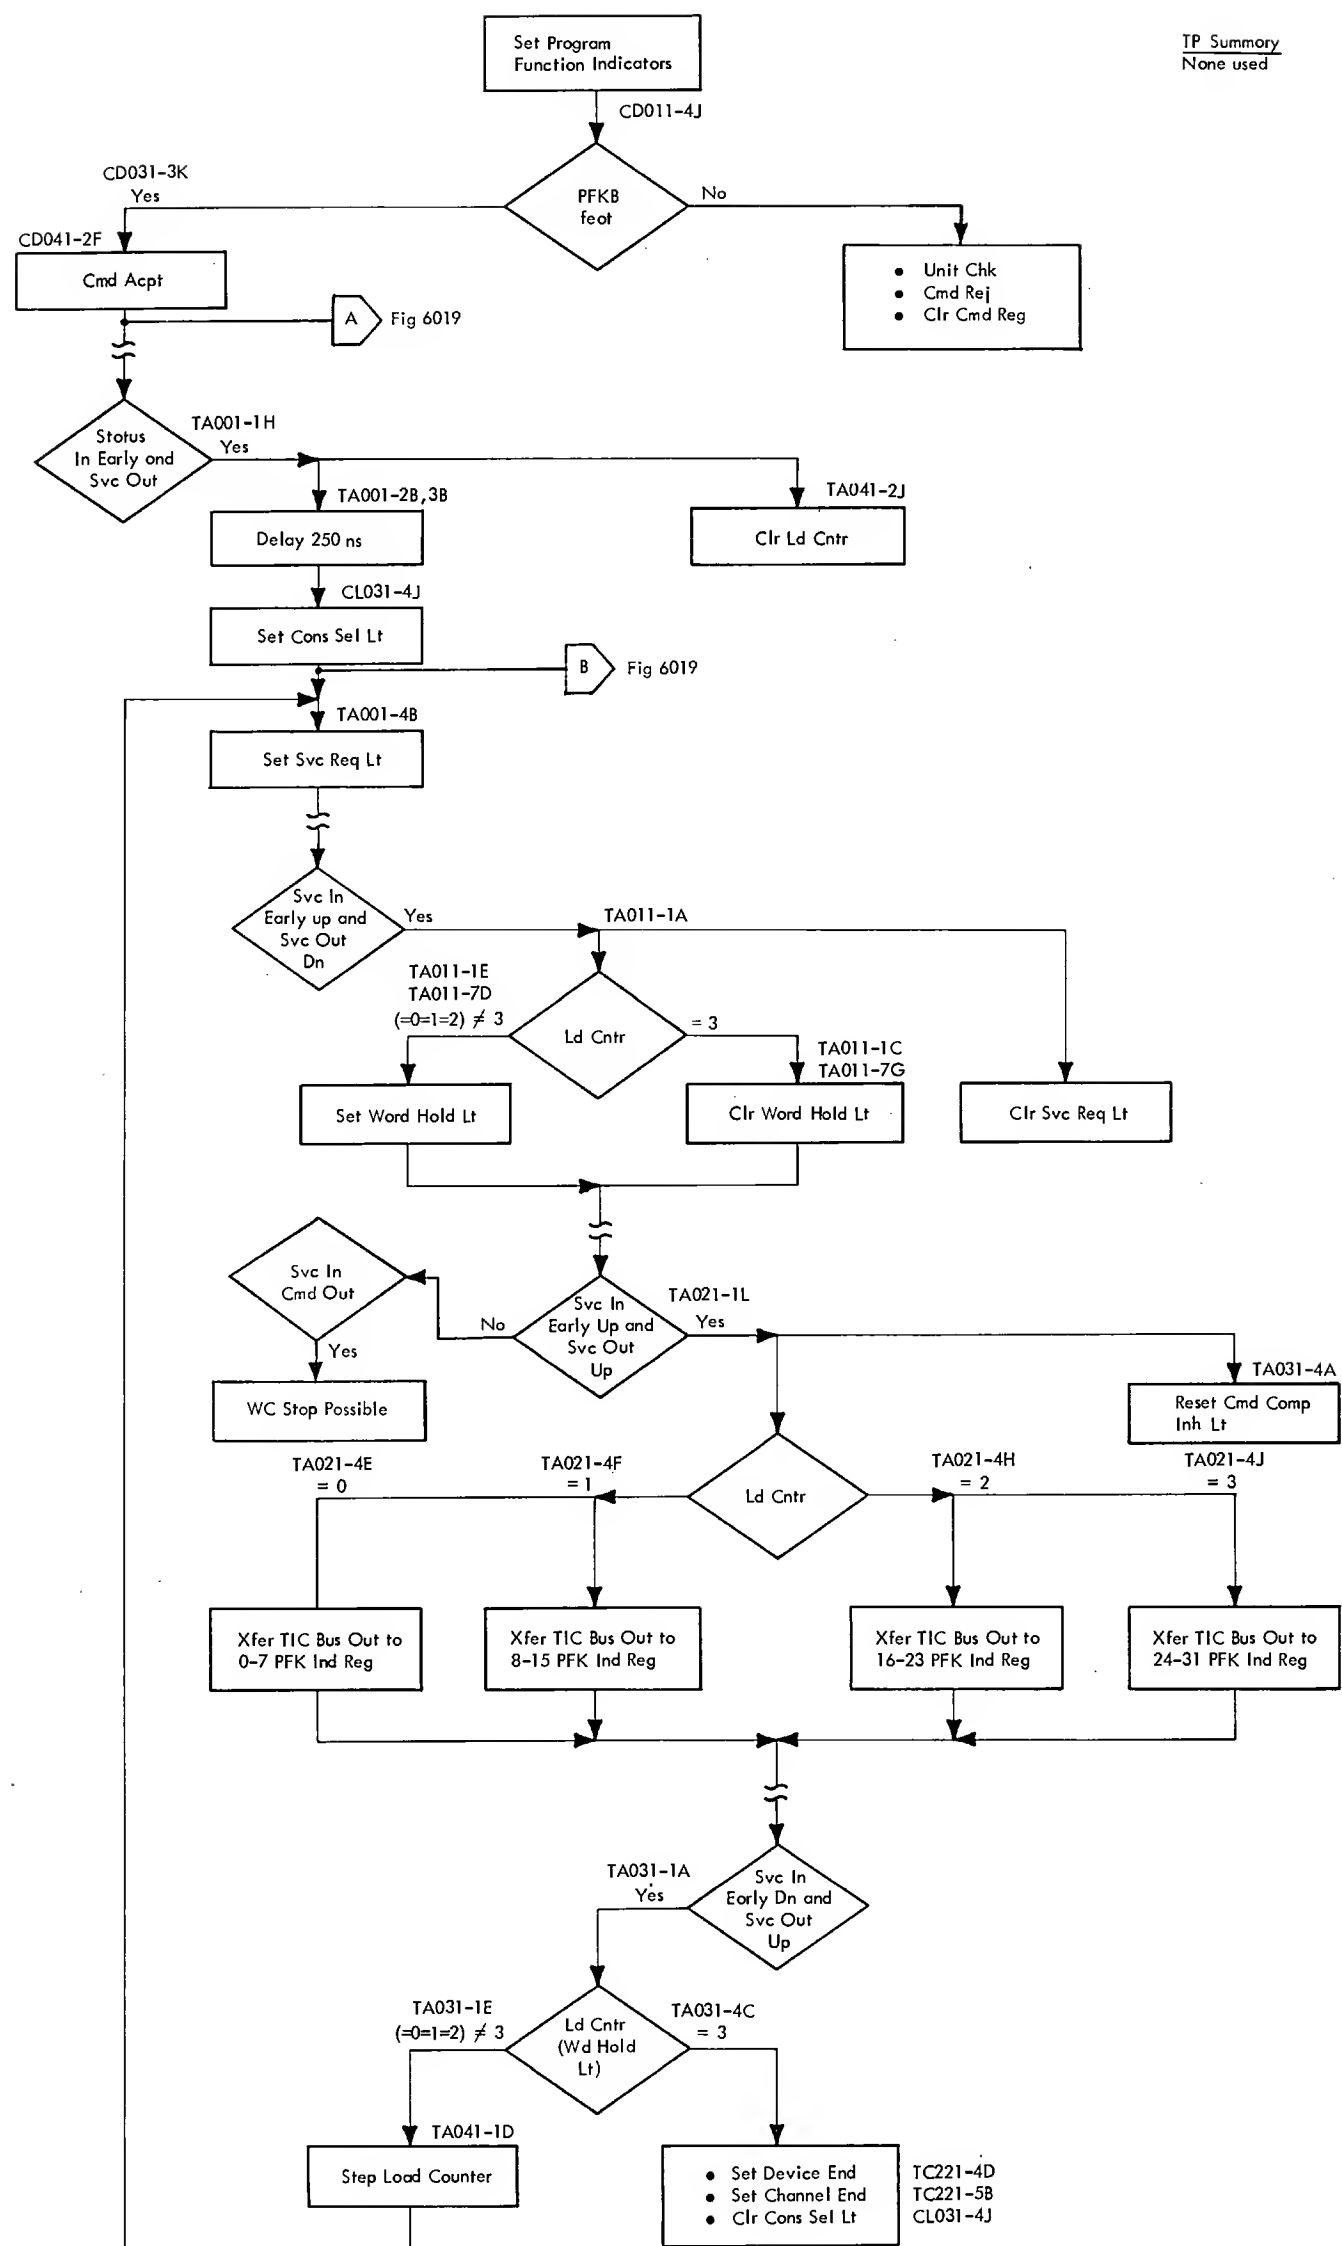 Set Program
Function Indicators
TP Summary
None used
CD011-4J
PFKB
feot
CD031-3K
Yes
No
CD041-2F
Cmd Acpt
• Unit Chk
• Cmd Rej
• Clr Cmd Reg
A
Fig 6019
Stotus
In Early ond
Svc Out
TA001-1H
Yes
TA001-2B,3B
Delay 250 ns
TA041-2J
Clr Ld Cntr
CL031-4J
Set Cons Sel Lt
B
Fig 6019
TA001-4B
Set Svc Req Lt
Svc In
Early up and
Svc Out
Dn
Yes
TA011-1A
TA011-1E
TA011-7D
(=0=1=2) ≠ 3
Ld Cntr
= 3
TA011-1C
TA011-7G
Set Word Hold Lt
Clr Word Hold Lt
Clr Svc Req Lt
Svc In
Cmd Out
No
Svc In
Early Up and
Svc Out
Up
TA021-1L
Yes
Yes
WC Stop Possible
TA031-4A
Reset Cmd Comp
Inh Lt
TA021-4E
= 0
TA021-4F
= 1
Ld Cntr
TA021-4H
= 2
TA021-4J
= 3
Xfer TIC Bus Out to
0-7 PFK Ind Reg
Xfer TIC Bus Out to
8-15 PFK Ind Reg
Xfer TIC Bus Out to
16-23 PFK Ind Reg
Xfer TIC Bus Out to
24-31 PFK Ind Reg
TA031-1A
Yes
Svc In
Eorly Dn and
Svc Out
Up
TA031-1E
(=0=1=2) ≠ 3
Ld Cntr
(Wd Hold
Lt)
TA031-4C
= 3
TA041-1D
Step Load Counter
• Set Device End
• Set Channel End
• Clr Cons Sel Lt
TC221-4D
TC221-5B
CL031-4J